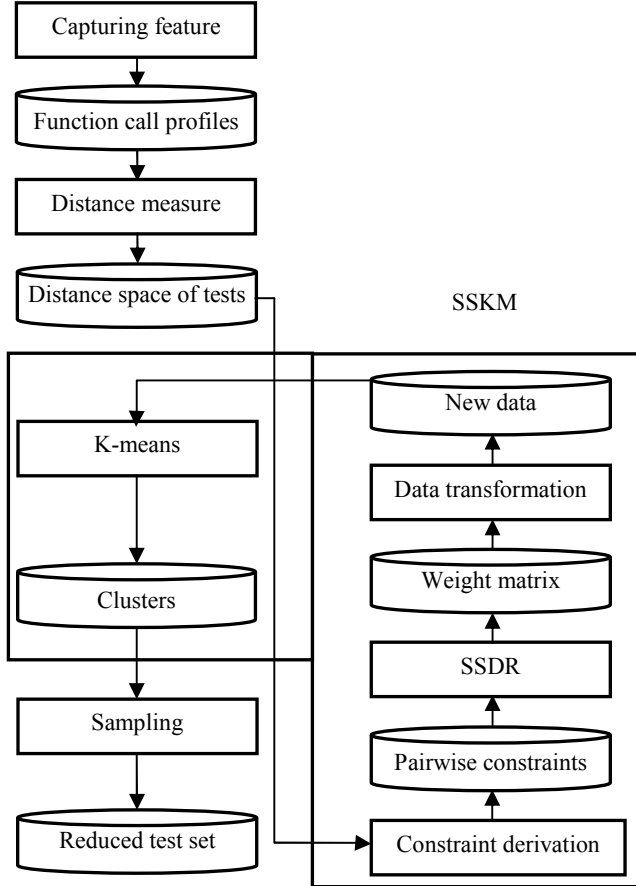 Capturing feature
Function call profiles
Distance measure
Distance space of tests
SSKM
New data
K-means
Data transformation
Clusters
Weight matrix
SSDR
Sampling
Pairwise constraints
Reduced test set
Constraint derivation